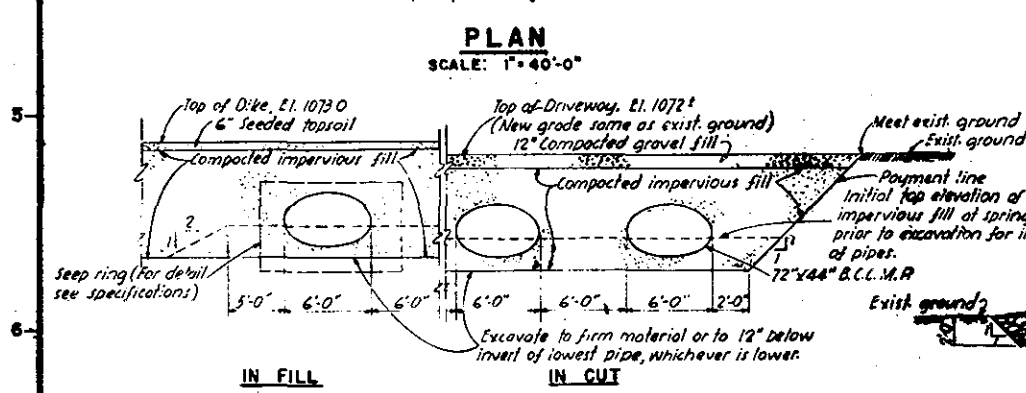 PLAN
SCALE: 1"=40'-0"
5
Top of Dike, El. 1073.0
6" Seeded topsoil
Compacted impervious fill
Top of Driveway, El. 1072±
(New grade same as exist. ground)
12" Compacted gravel fill
Compacted impervious fill
Meet exist. ground
Exist. ground
Payment line
Initial top elevation of
impervious fill at spring
prior to excavation for
of pipes.
72"x44" B.C.C.M.P.
2
1
1
Seep ring (For detail
see specifications)
5'-0"
6'-0"
6'-0"
6'-0"
6'-0"
6'-0"
2'-0"
Exist. ground
2'-0"
6
Excavate to firm material or to 12" below
invert of lowest pipe, whichever is lower.
IN FILL
IN CUT